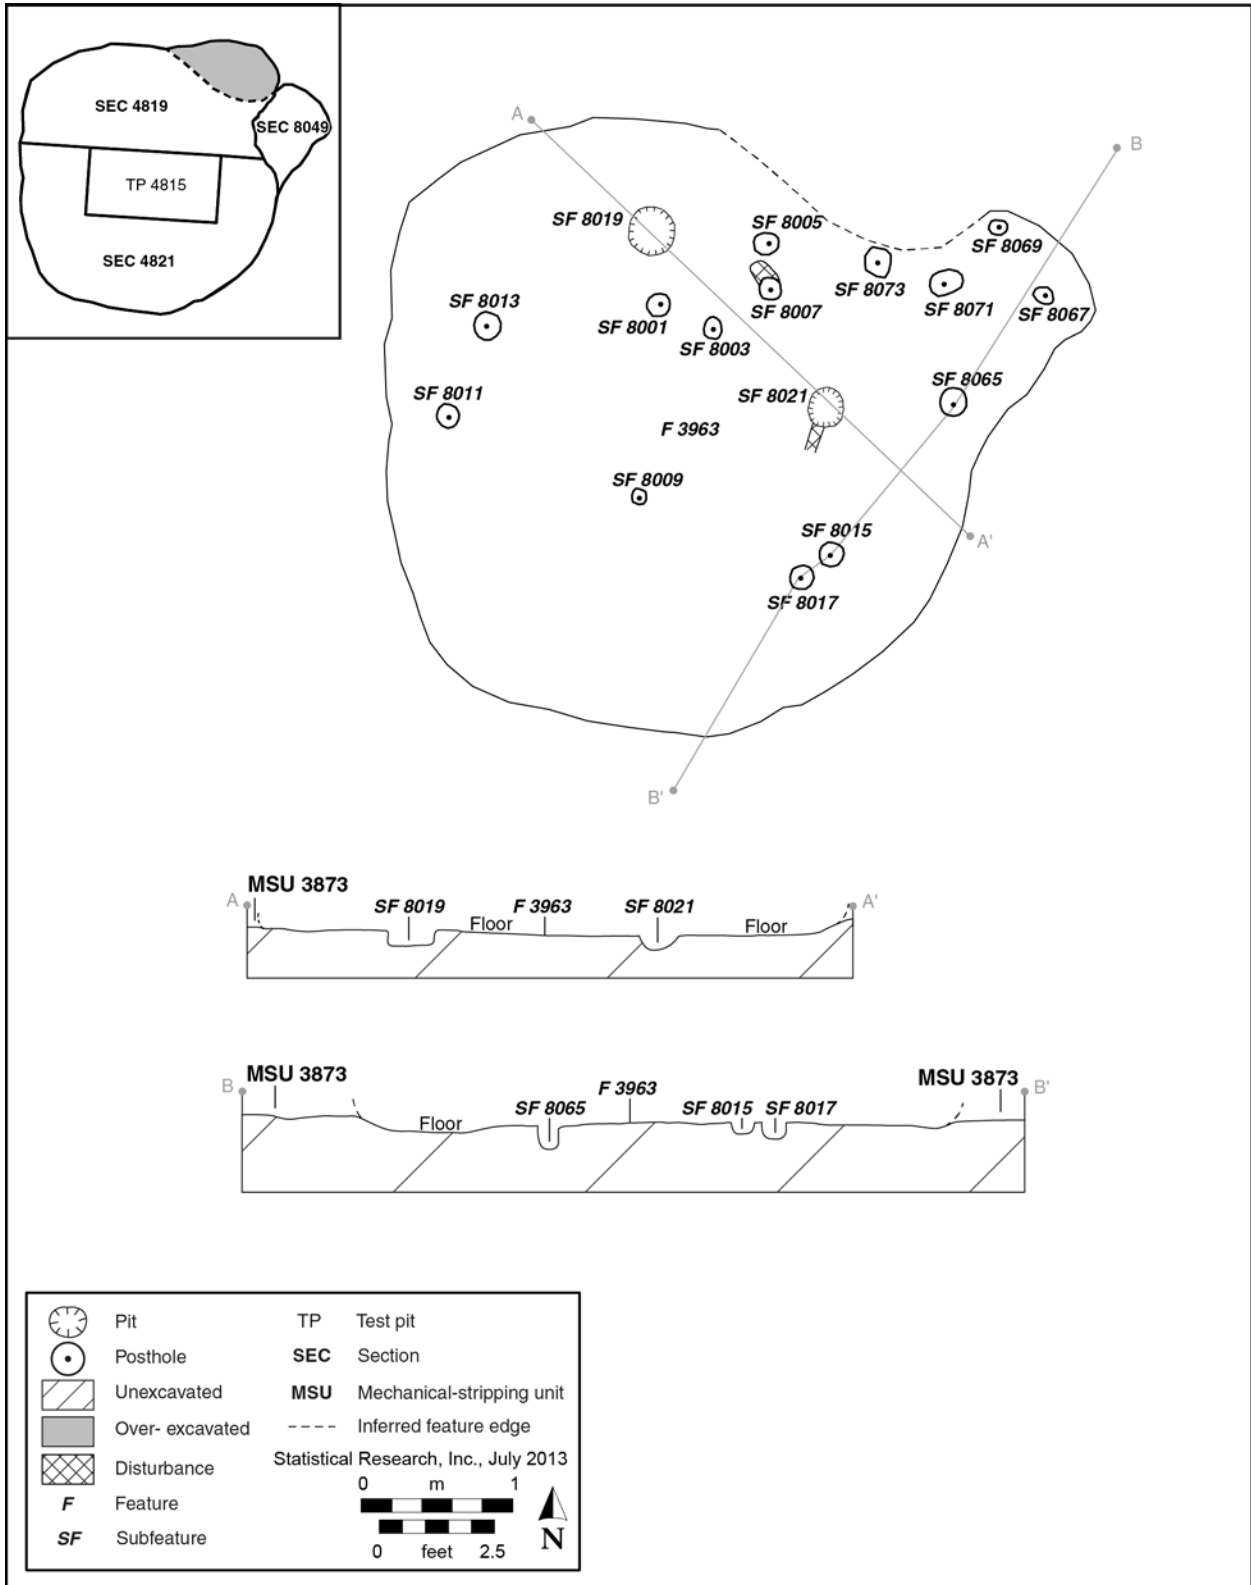 SEC 4819
SEC 8049
TP 4815
SEC 4821
A
B
SF 8019
SF 8005
SF 8069
SF 8073
SF 8071
SF 8067
SF 8013
SF 8001
SF 8007
SF 8003
SF 8065
SF 8021
SF 8011
F 3963
SF 8009
SF 8015
A'
SF 8017
B'
MSU 3873
A
SF 8019
F 3963
SF 8021
A'
Floor
Floor
MSU 3873
MSU 3873
B
F 3963
B'
SF 8065
SF 8015
SF 8017
Floor
Pit
Posthole
Unexcavated
Over- excavated
Disturbance
F Feature
SF Subfeature
TP Test pit
SEC Section
MSU Mechanical-stripping unit
Inferred feature edge
Statistical Research, Inc., July 2013
0 m 1
0 feet 2.5
N